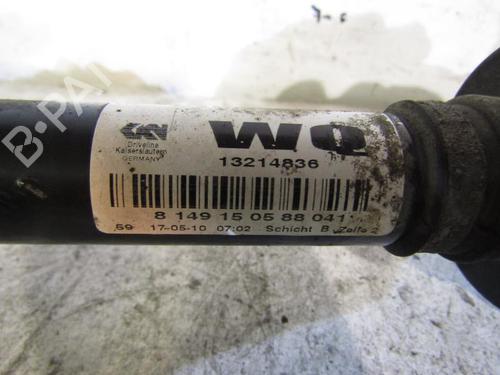 GKN
Driveline
Kaiserslautern
GERMANY
WQ
13214836
8 149 15 05 88 041
59 17-05-10 07:02 Schicht B Zelle 2
B-PA